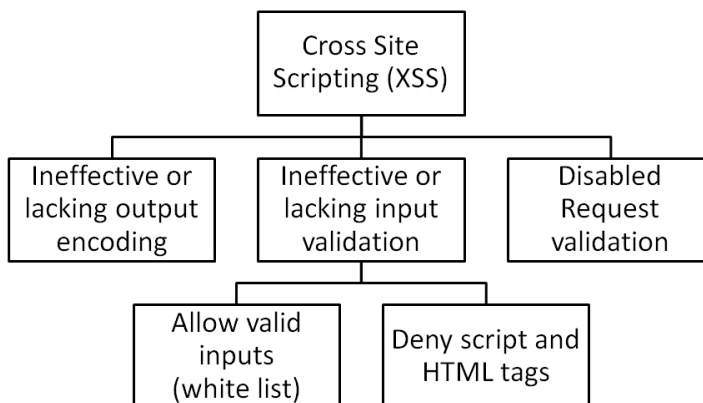 Cross Site
Scripting (XSS)
Ineffective or
lacking output
encoding
Ineffective or
lacking input
validation
Disabled
Request
validation
Allow valid
inputs
(white list)
Deny script and
HTML tags